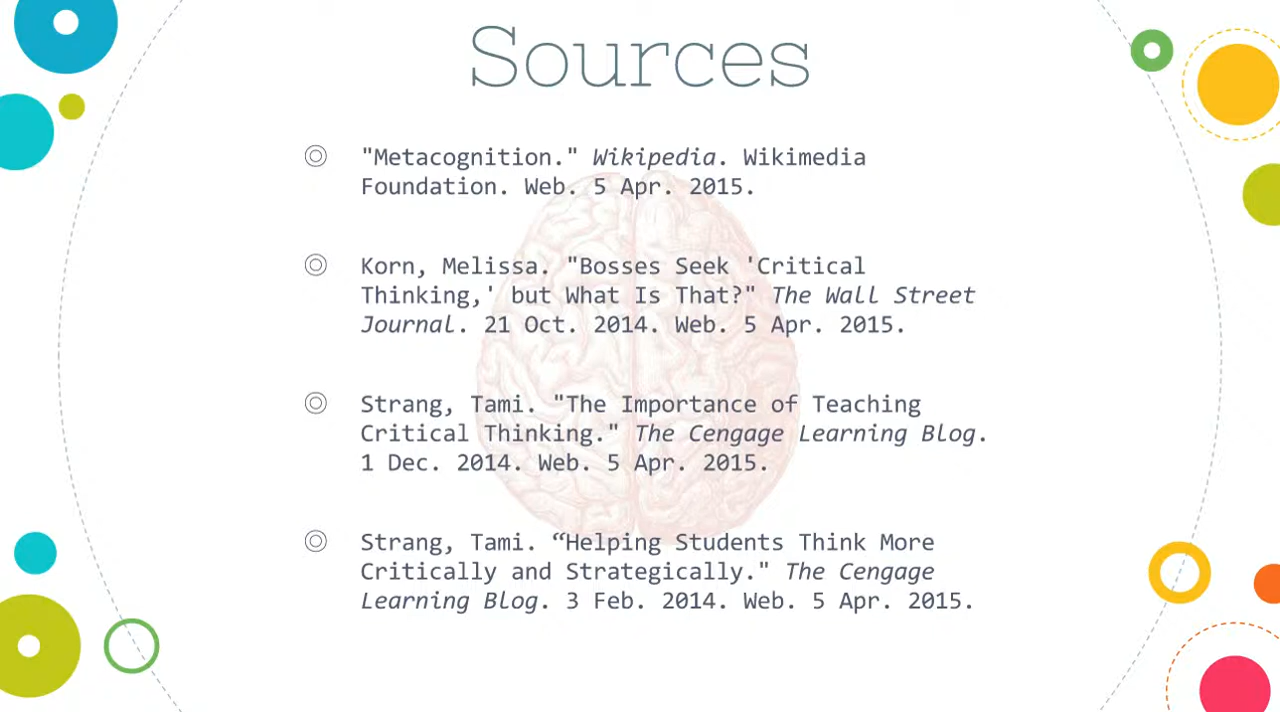 Sources
"Metacognition." Wikipedia. Wikimedia
Foundation. Web. 5 Apr. 2015.
Korn, Melissa. "Bosses Seek 'Critical
Thinking,' but What Is That?" The Wall Street
Journal. 21 Oct. 2014. Web. 5 Apr. 2015.
Strang, Tami. "The Importance of Teaching
Critical Thinking." The Cengage Learning Blog.
1 Dec. 2014. Web. 5 Apr. 2015.
Strang, Tami. “Helping Students Think More
Critically and Strategically." The Cengage
Learning Blog. 3 Feb. 2014. Web. 5 Apr. 2015.